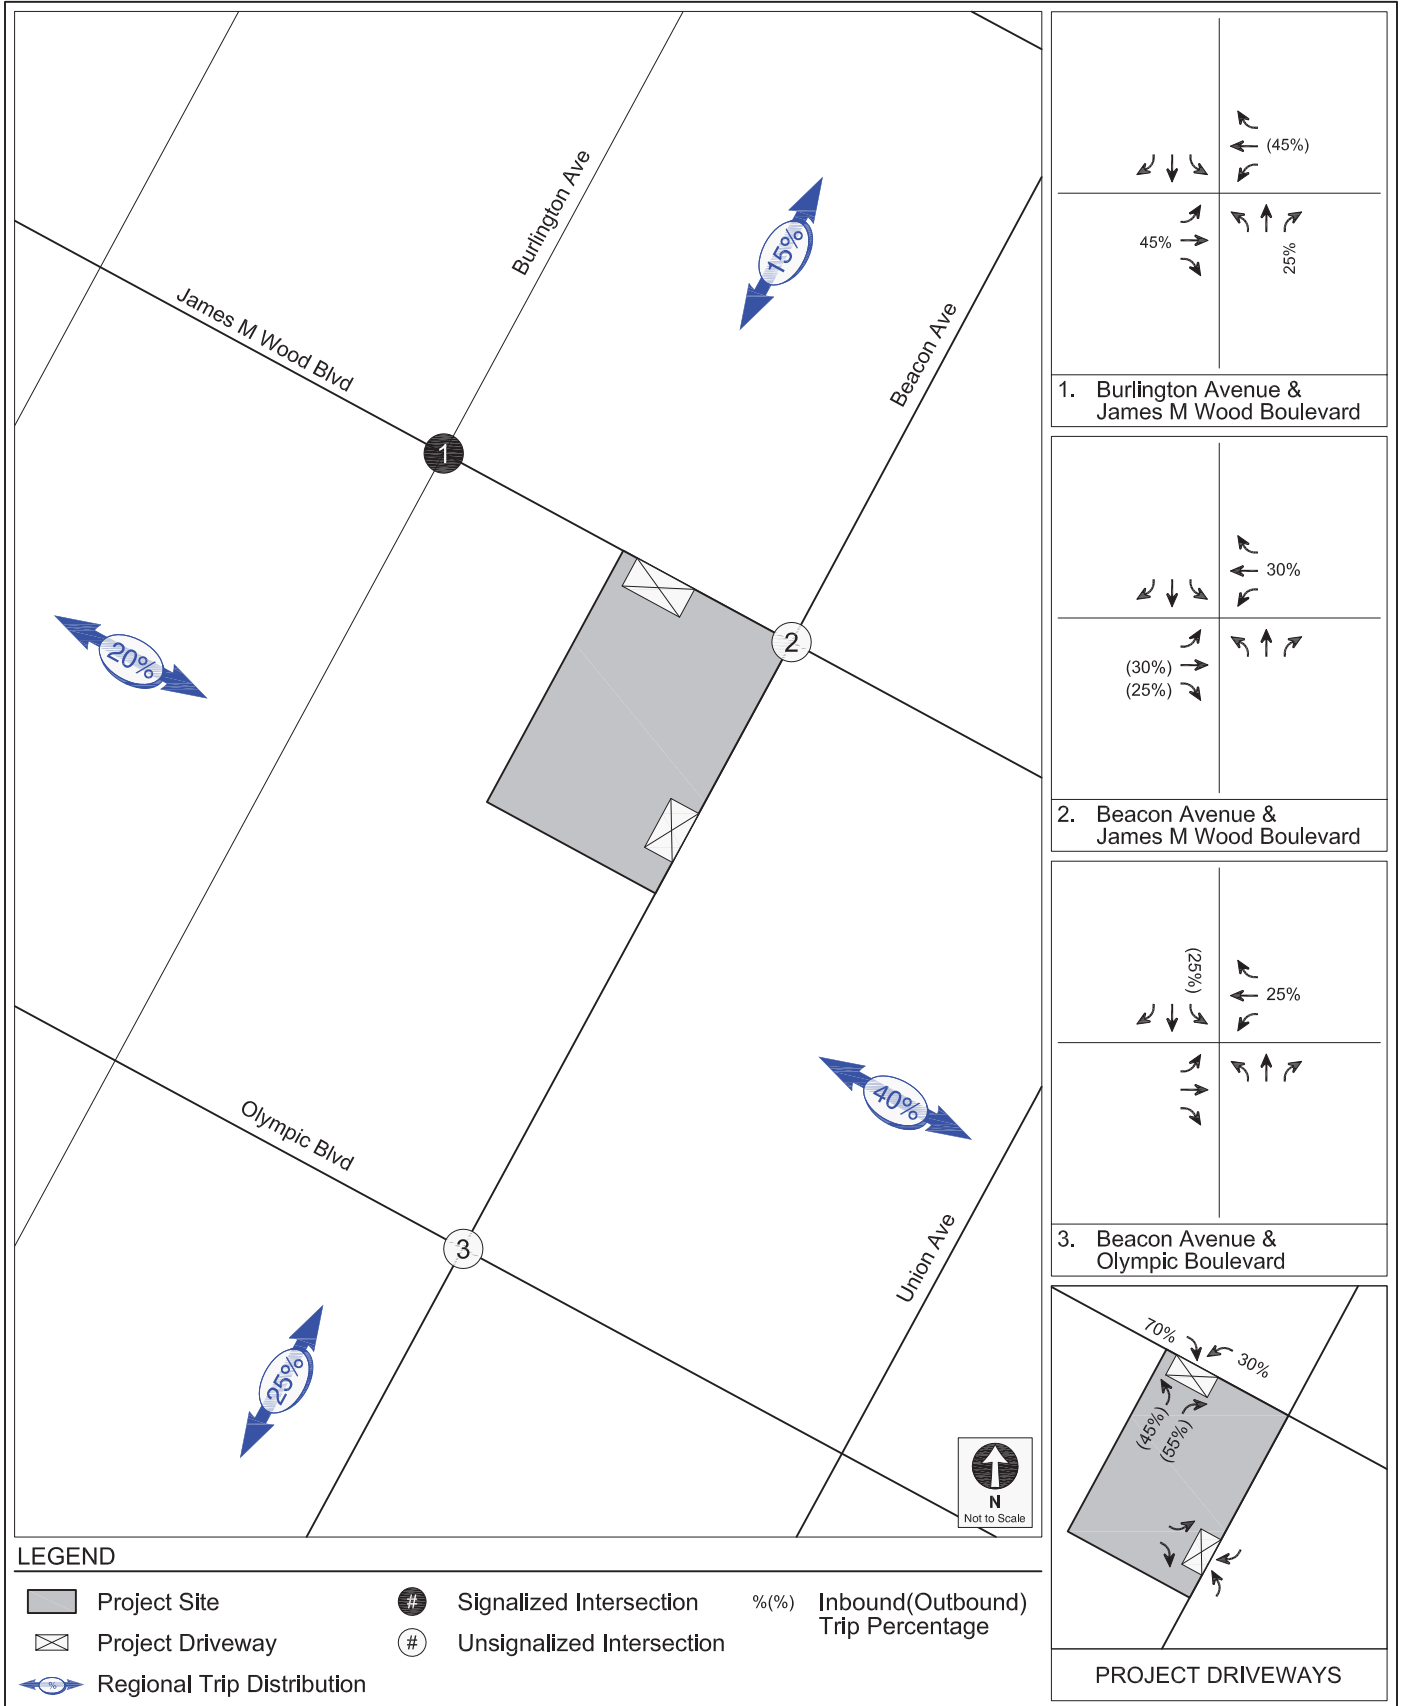 Burlington Ave
15%
James M Wood Blvd
Beacon Ave
1
2
20%
40%
Olympic Blvd
3
Union Ave
25%
N
Not to Scale
(45%)
45%
25%
1. Burlington Avenue &
James M Wood Boulevard
30%
(30%)
(25%)
2. Beacon Avenue &
James M Wood Boulevard
(25%)
25%
3. Beacon Avenue &
Olympic Boulevard
70%
30%
(45%)
(55%)
PROJECT DRIVEWAYS
LEGEND
Project Site
# Signalized Intersection
%(%) Inbound(Outbound)
Trip Percentage
Project Driveway
# Unsignalized Intersection
% Regional Trip Distribution